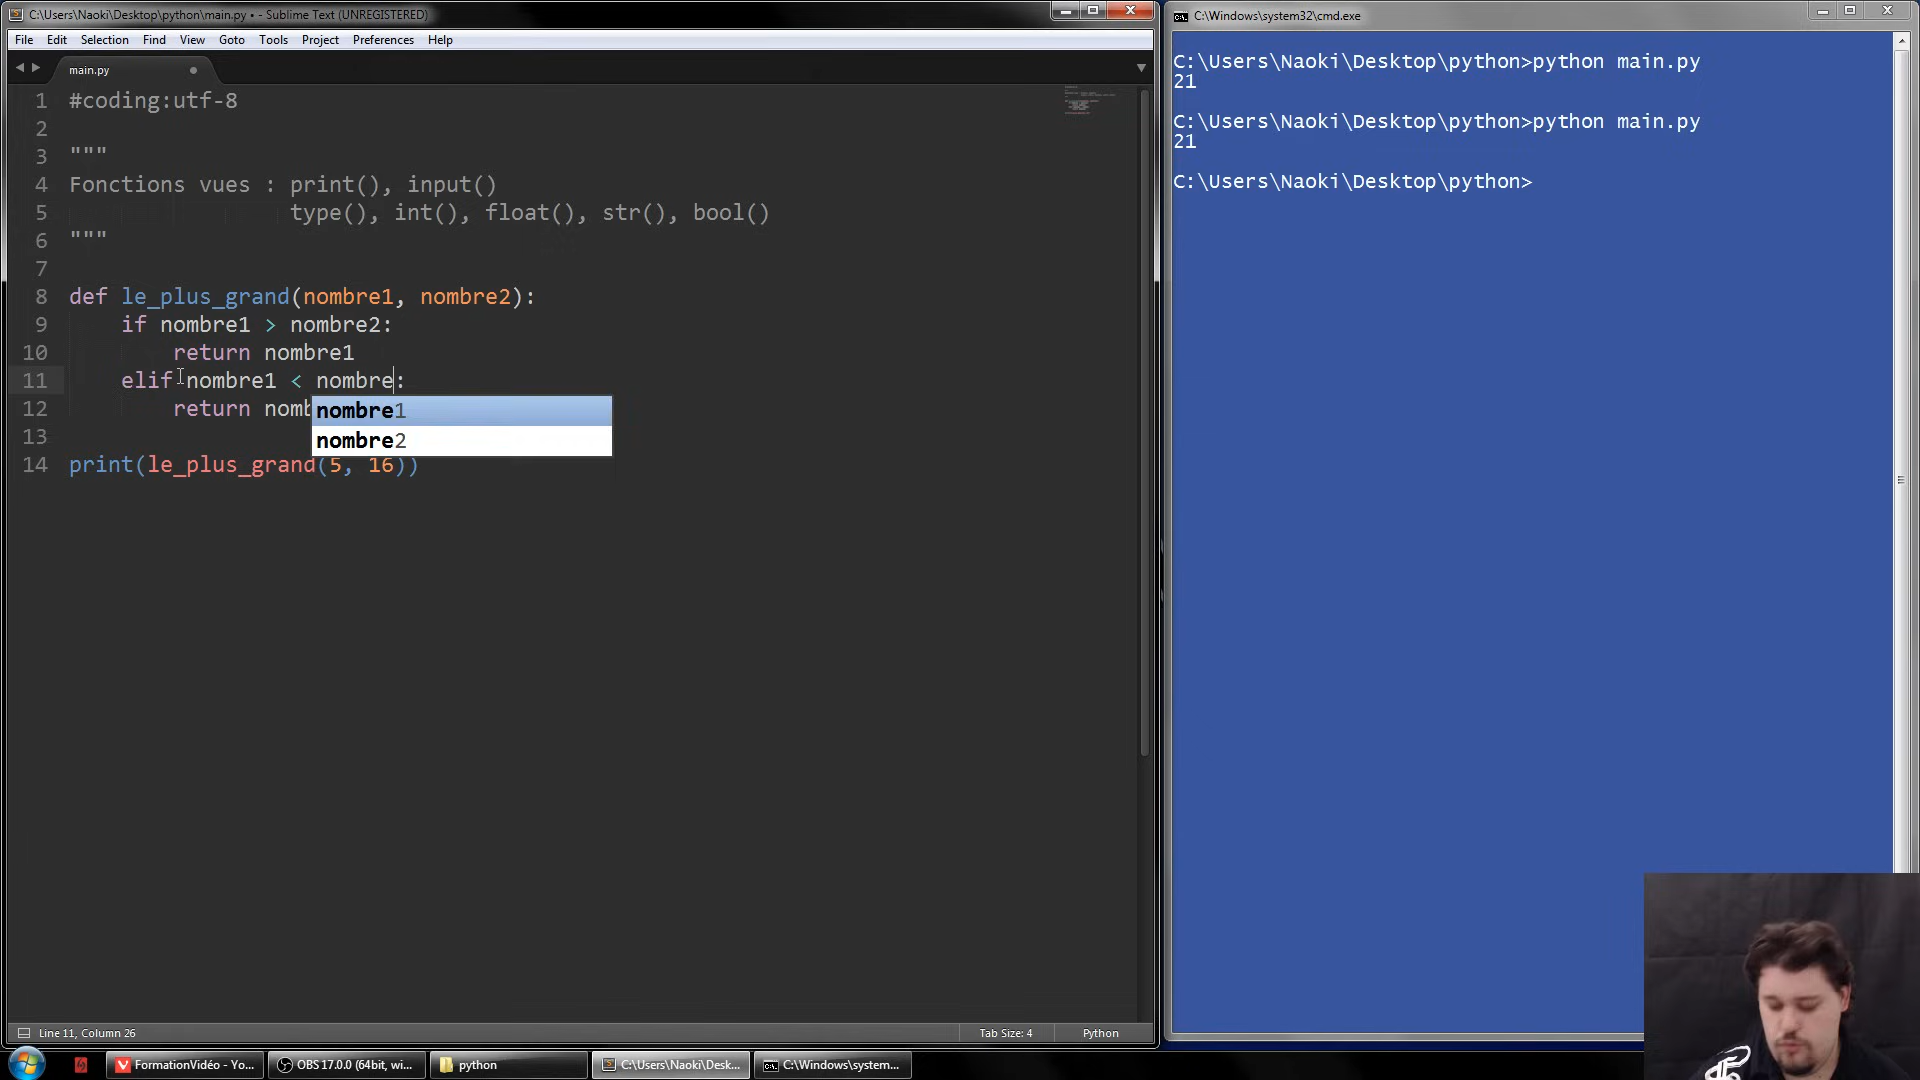 C:\Users\Naoki\Desktop\python\main.py • - Sublime Text (UNREGISTERED)
File Edit Selection Find View Goto Tools Project Preferences Help
main.py
1 #coding:utf-8
2
3 """
4 Fonctions vues : print(), input()
5 type(), int(), float(), str(), bool()
6 """
7
8 def le_plus_grand(nombre1, nombre2):
9 if nombre1 > nombre2:
10 return nombre1
11 elif nombre1 < nombre:
12 return nomb
nombre1
nombre2
13
14 print(le_plus_grand(5, 16))
Line 11, Column 26
Tab Size: 4
Python
C:\Windows\system32\cmd.exe
C:\Users\Naoki\Desktop\python>python main.py
21
C:\Users\Naoki\Desktop\python>python main.py
21
C:\Users\Naoki\Desktop\python>
FormationVidéo - Yo...
OBS 17.0.0 (64bit, wi...
python
C:\Users\Naoki\Desk...
C:\Windows\system...